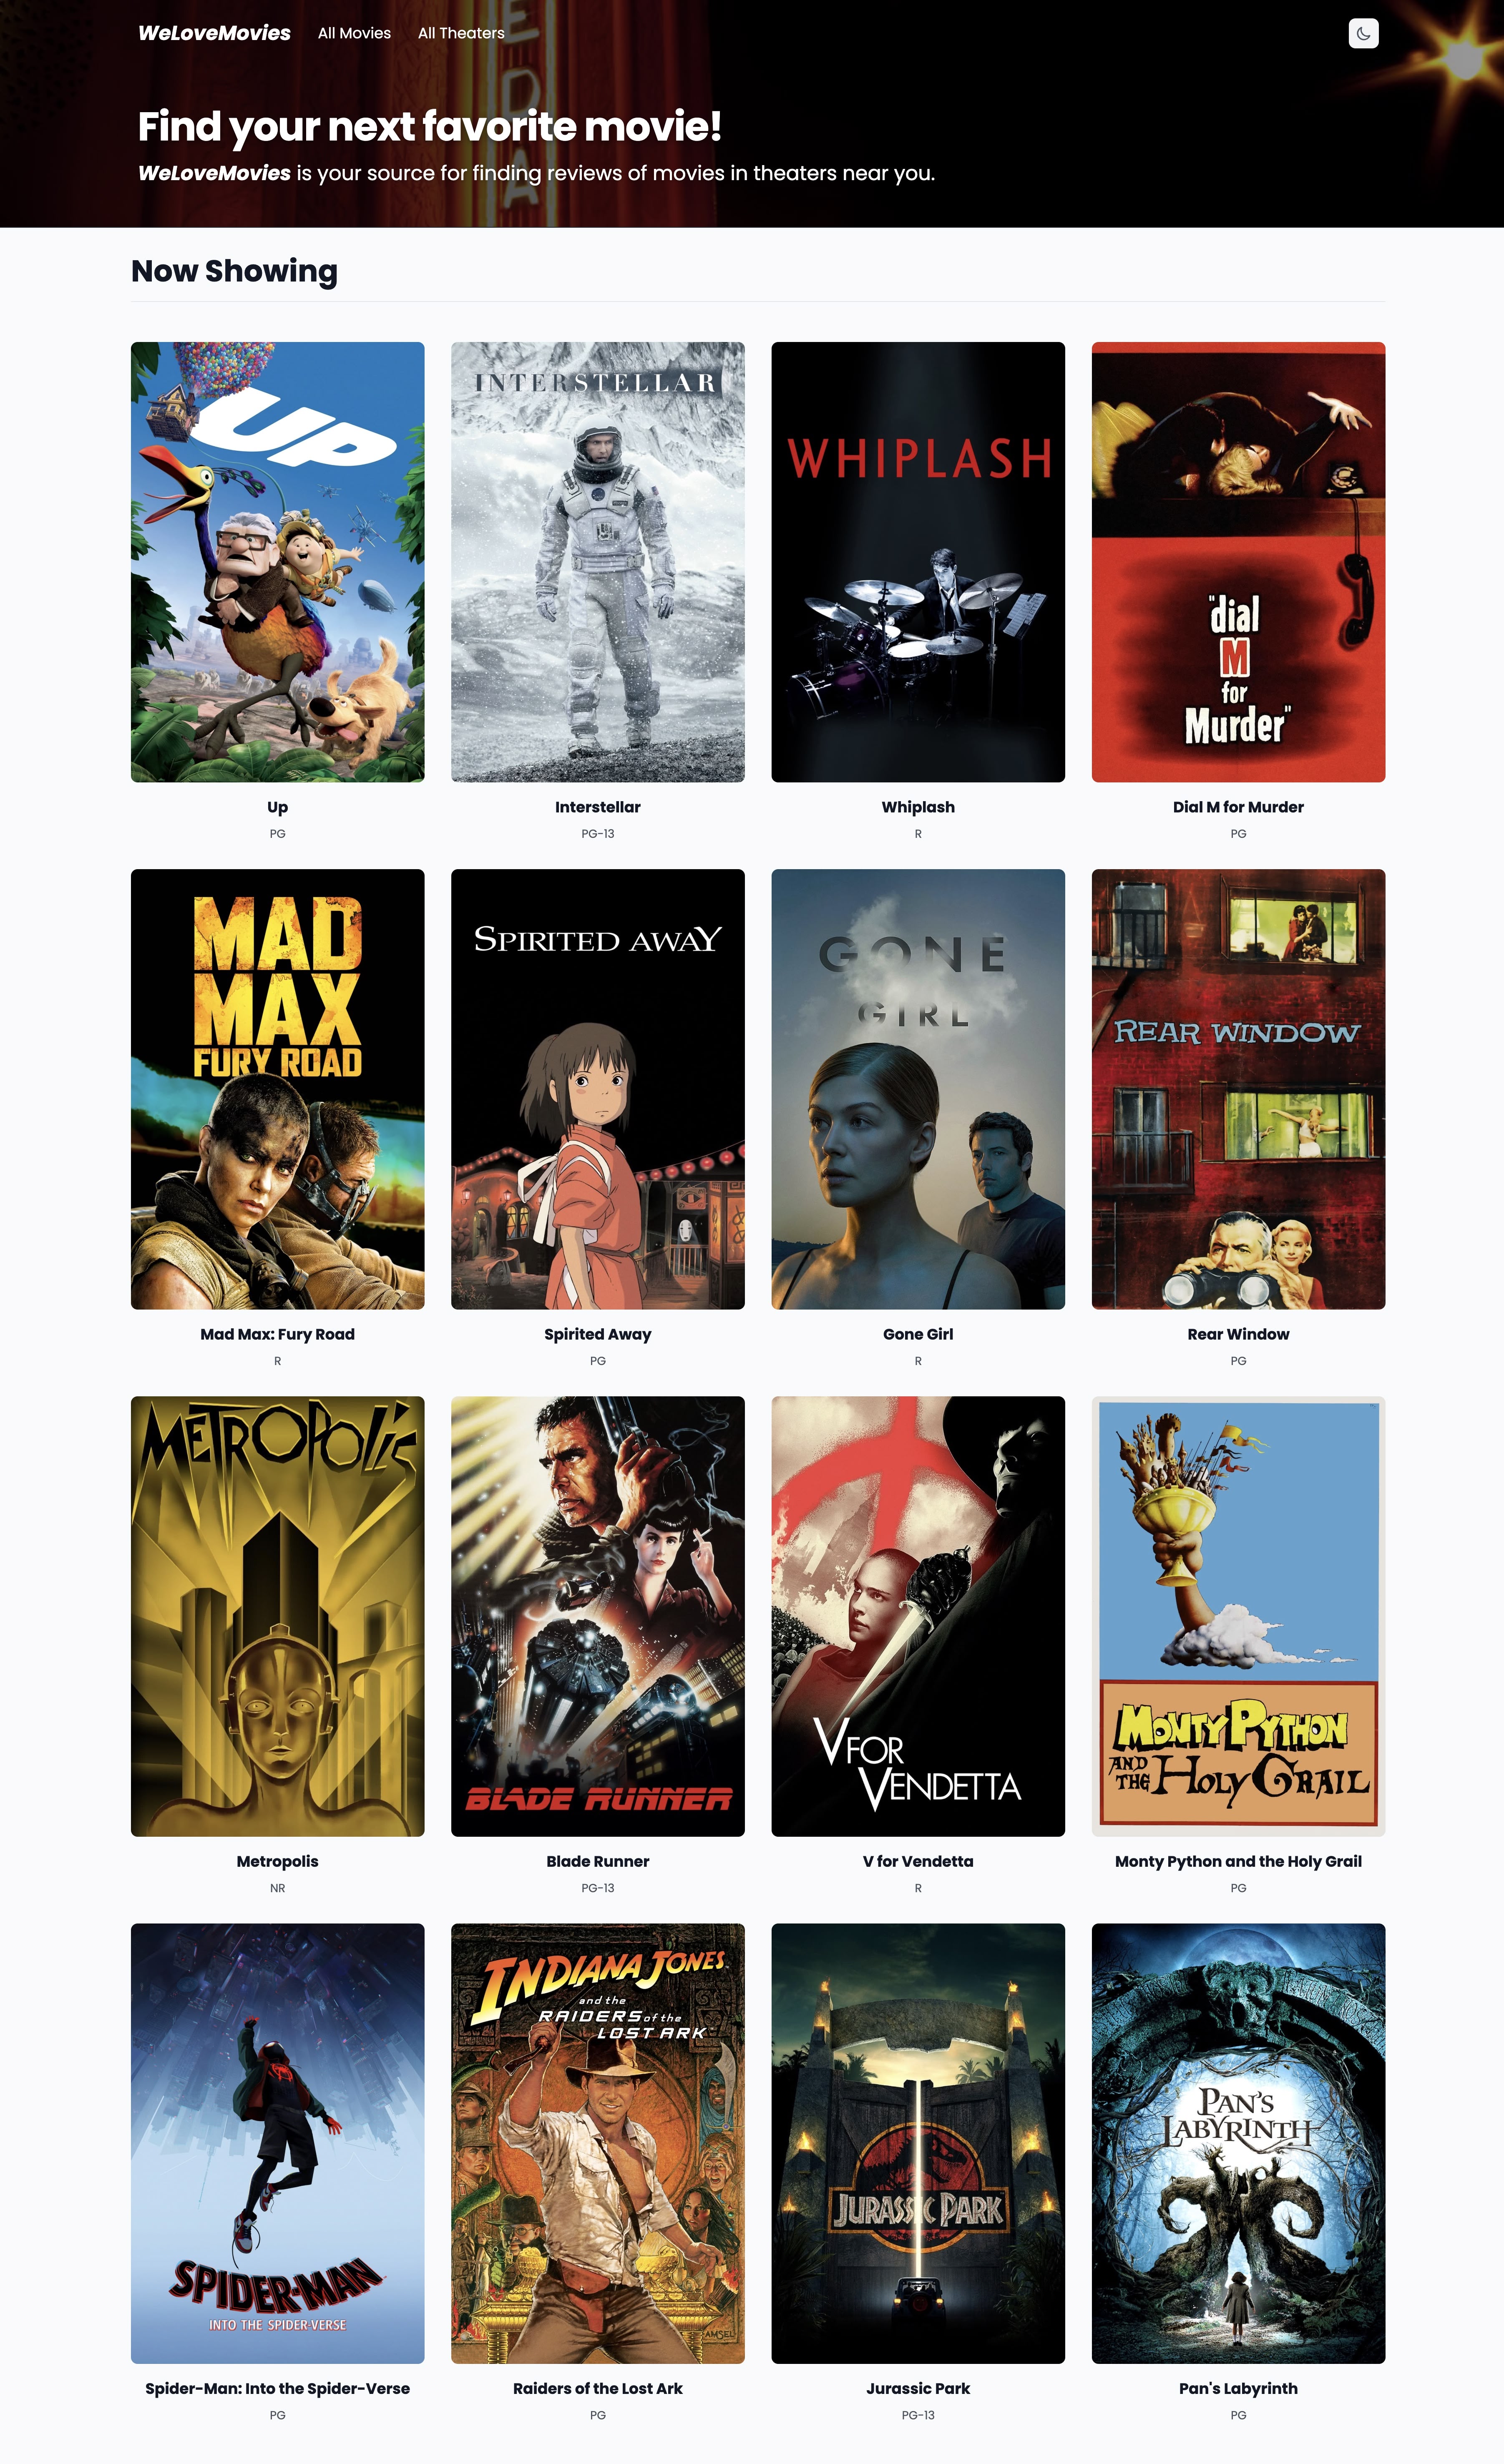 WeLoveMovies All Movies All Theaters
Find your next favorite movie!
WeLoveMovies is your source for finding reviews of movies in theaters near you.
Now Showing
UP
INTERSTELLAR
WHIPLASH
"dial
M
for
Murder"
Up
PG
Interstellar
PG-13
Whiplash
R
Dial M for Murder
PG
MAD
MAX
FURY ROAD
SPIRITED AWAY
GONE
GIRL
REAR WINDOW
Mad Max: Fury Road
R
Spirited Away
PG
Gone Girl
R
Rear Window
PG
METROPOLIS
BLADE RUNNER
V FOR
VENDETTA
MONTY PYTHON
AND THE HOLY GRAIL
Metropolis
NR
Blade Runner
PG-13
V for Vendetta
R
Monty Python and the Holy Grail
PG
SPIDER-MAN
INTO THE SPIDER-VERSE
INDIANA JONES
and the
RAIDERS of the
LOST ARK
AMSEL
JURASSIC PARK
PAN'S
LABYRINTH
Spider-Man: Into the Spider-Verse
PG
Raiders of the Lost Ark
PG
Jurassic Park
PG-13
Pan's Labyrinth
PG